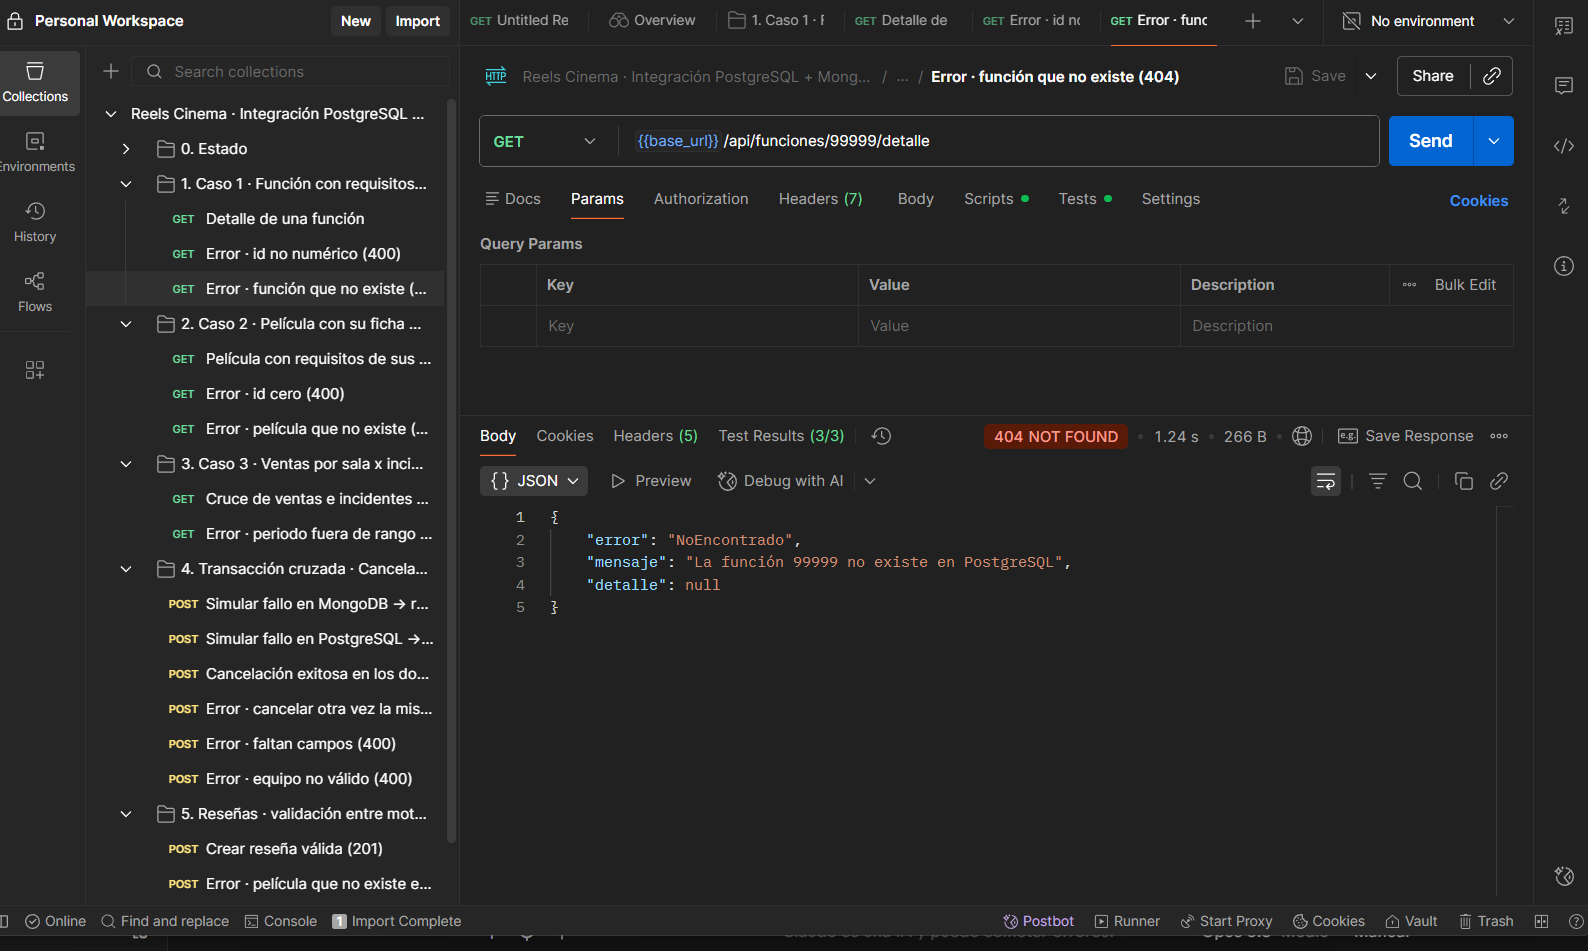 Personal Workspace
New
Import
GET Untitled Re
Overview
1. Caso 1 · F
GET Detalle de
GET Error · id no
GET Error · func
No environment
Collections
Environments
History
Flows
Search collections
Reels Cinema · Integración PostgreSQL ...
0. Estado
1. Caso 1 · Función con requisitos...
GET Detalle de una función
GET Error · id no numérico (400)
GET Error · función que no existe (...
2. Caso 2 · Película con su ficha ...
GET Película con requisitos de sus ...
GET Error · id cero (400)
GET Error · película que no existe (...
3. Caso 3 · Ventas por sala x inci...
GET Cruce de ventas e incidentes ...
GET Error · periodo fuera de rango ...
4. Transacción cruzada · Cancela...
POST Simular fallo en MongoDB → r...
POST Simular fallo en PostgreSQL →...
POST Cancelación exitosa en los do...
POST Error · cancelar otra vez la mis...
POST Error · faltan campos (400)
POST Error · equipo no válido (400)
5. Reseñas · validación entre mot...
POST Crear reseña válida (201)
POST Error · película que no existe e...
HTTP Reels Cinema · Integración PostgreSQL + Mong... / ... / Error · función que no existe (404)
Save
Share
GET
{{base_url}} /api/funciones/99999/detalle
Send
Docs
Params
Authorization
Headers (7)
Body
Scripts
Tests
Settings
Cookies
Query Params
Key
Value
Description
Bulk Edit
Key
Value
Description
Body
Cookies
Headers (5)
Test Results (3/3)
404 NOT FOUND
1.24 s
266 B
e.g. Save Response
{} JSON
Preview
Debug with AI
1 {
2 "error": "NoEncontrado",
3 "mensaje": "La función 99999 no existe en PostgreSQL",
4 "detalle": null
5 }
Online
Find and replace
Console
1 Import Complete
Postbot
Runner
Start Proxy
Cookies
Vault
Trash